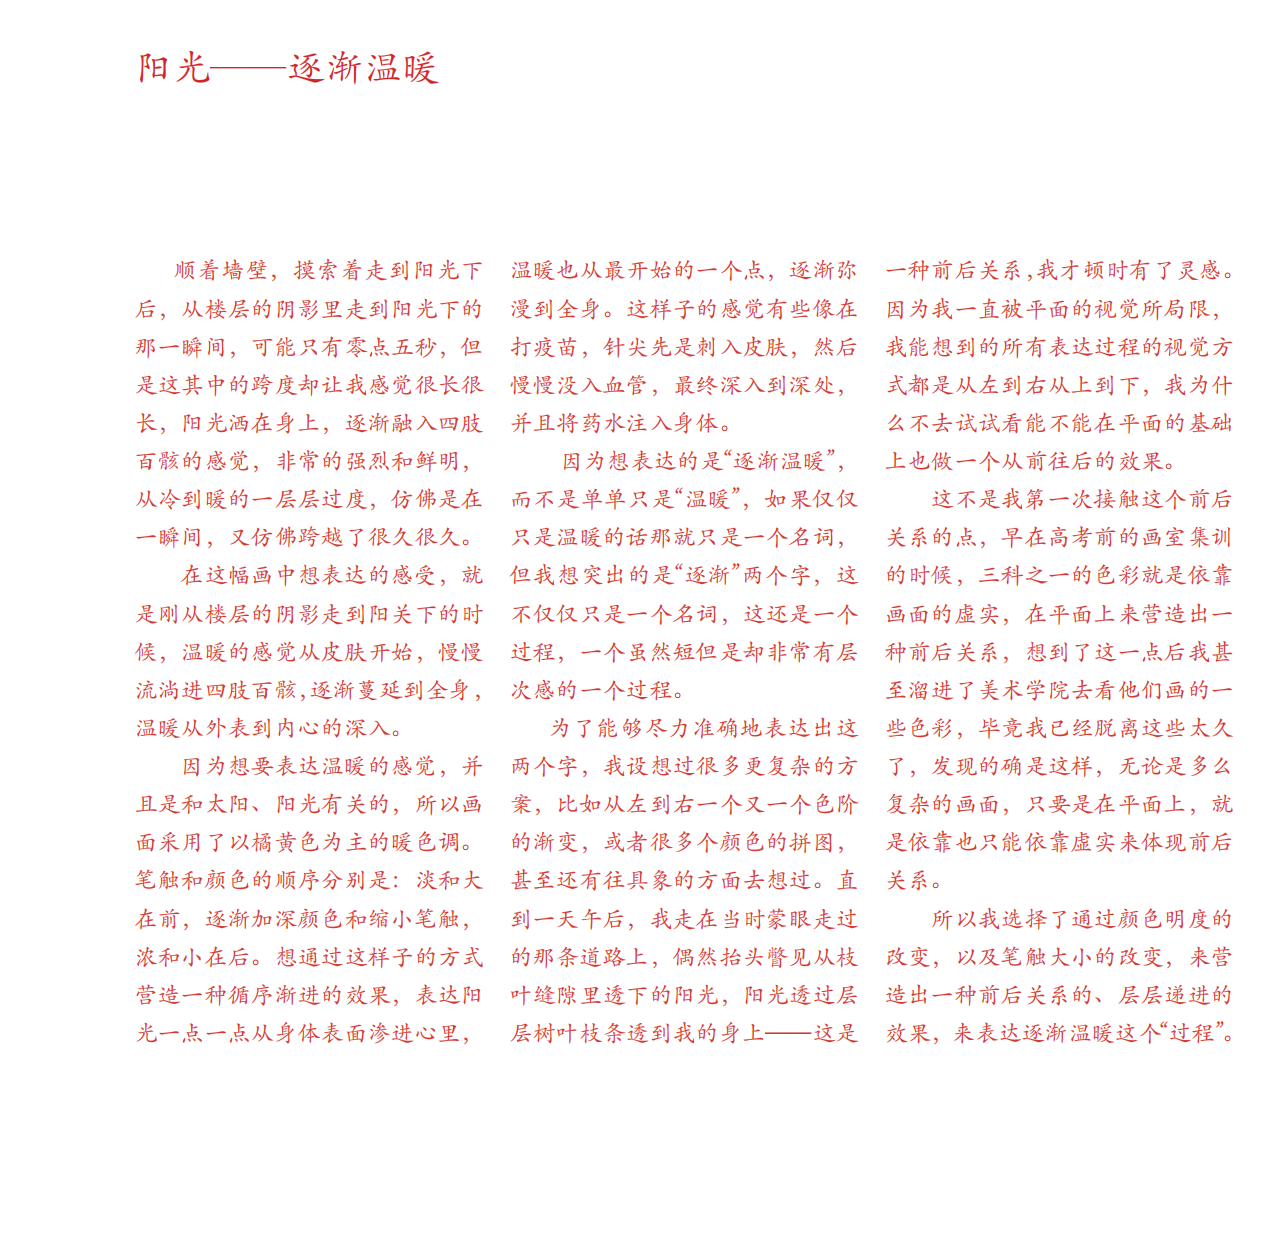 阳光——逐渐温暖
顺着墙壁，摸索着走到阳光下
后，从楼层的阴影里走到阳光下的
那一瞬间，可能只有零点五秒，但
是这其中的跨度却让我感觉很长很
长，阳光洒在身上，逐渐融入四肢
百骸的感觉，非常的强烈和鲜明，
从冷到暖的一层层过度，仿佛是在
一瞬间，又仿佛跨越了很久很久。
在这幅画中想表达的感受，就
是刚从楼层的阴影走到阳关下的时
候，温暖的感觉从皮肤开始，慢慢
流淌进四肢百骸，逐渐蔓延到全身，
温暖从外表到内心的深入。
因为想要表达温暖的感觉，并
且是和太阳、阳光有关的，所以画
面采用了以橘黄色为主的暖色调。
笔触和颜色的顺序分别是：淡和大
在前，逐渐加深颜色和缩小笔触，
浓和小在后。想通过这样子的方式
营造一种循序渐进的效果，表达阳
光一点一点从身体表面渗进心里，
温暖也从最开始的一个点，逐渐弥
漫到全身。这样子的感觉有些像在
打疫苗，针尖先是刺入皮肤，然后
慢慢没入血管，最终深入到深处，
并且将药水注入身体。
因为想表达的是“逐渐温暖”，
而不是单单只是“温暖”，如果仅仅
只是温暖的话那就只是一个名词，
但我想突出的是“逐渐”两个字，这
不仅仅只是一个名词，这还是一个
过程，一个虽然短但是却非常有层
次感的一个过程。
为了能够尽力准确地表达出这
两个字，我设想过很多更复杂的方
案，比如从左到右一个又一个色阶
的渐变，或者很多个颜色的拼图，
甚至还有往具象的方面去想过。直
到一天午后，我走在当时蒙眼走过
的那条道路上，偶然抬头瞥见从枝
叶缝隙里透下的阳光，阳光透过层
层树叶枝条透到我的身上——这是
一种前后关系，我才顿时有了灵感。
因为我一直被平面的视觉所局限，
我能想到的所有表达过程的视觉方
式都是从左到右从上到下，我为什
么不去试试看能不能在平面的基础
上也做一个从前往后的效果。
这不是我第一次接触这个前后
关系的点，早在高考前的画室集训
的时候，三科之一的色彩就是依靠
画面的虚实，在平面上来营造出一
种前后关系，想到了这一点后我甚
至溜进了美术学院去看他们画的一
些色彩，毕竟我已经脱离这些太久
了，发现的确是这样，无论是多么
复杂的画面，只要是在平面上，就
是依靠也只能依靠虚实来体现前后
关系。
所以我选择了通过颜色明度的
改变，以及笔触大小的改变，来营
造出一种前后关系的、层层递进的
效果，来表达逐渐温暖这个“过程”。